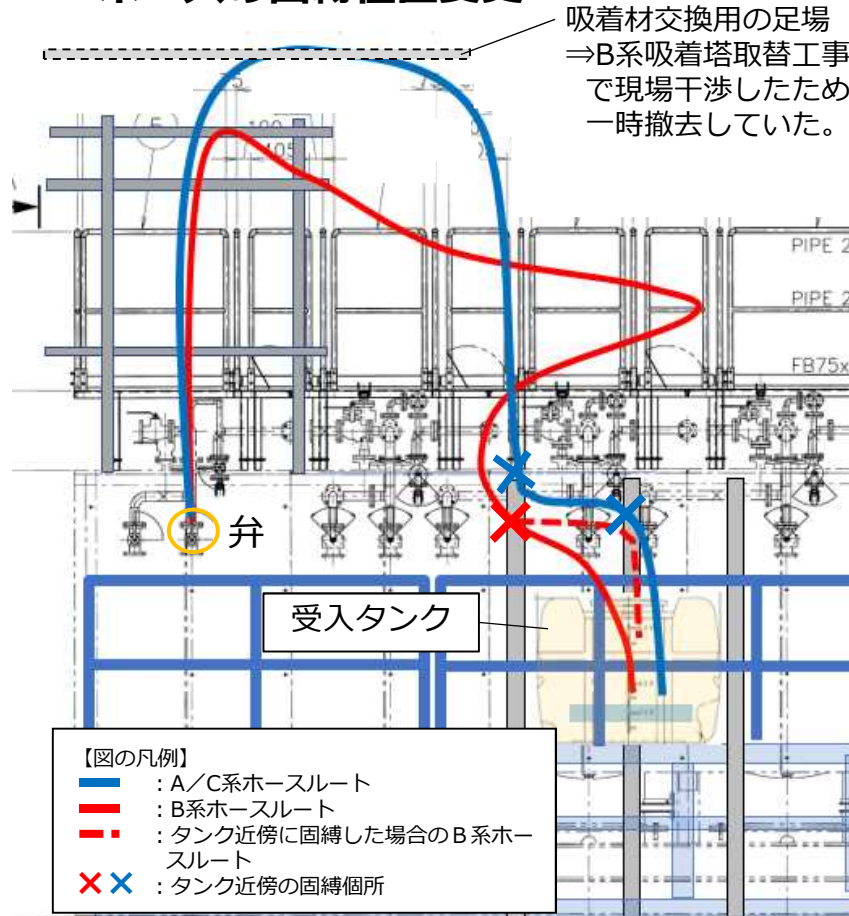 吸着材交換用の足場
⇒B系吸着塔取替工事
で現場干渉したため
一時撤去していた。
PIPE 2
PIPE 2
FB75x
弁
受入タンク
【図の凡例】
：A／C系ホースルート
：B系ホースルート
：タンク近傍に固縛した場合のB系ホー
スルート
：タンク近傍の固縛個所